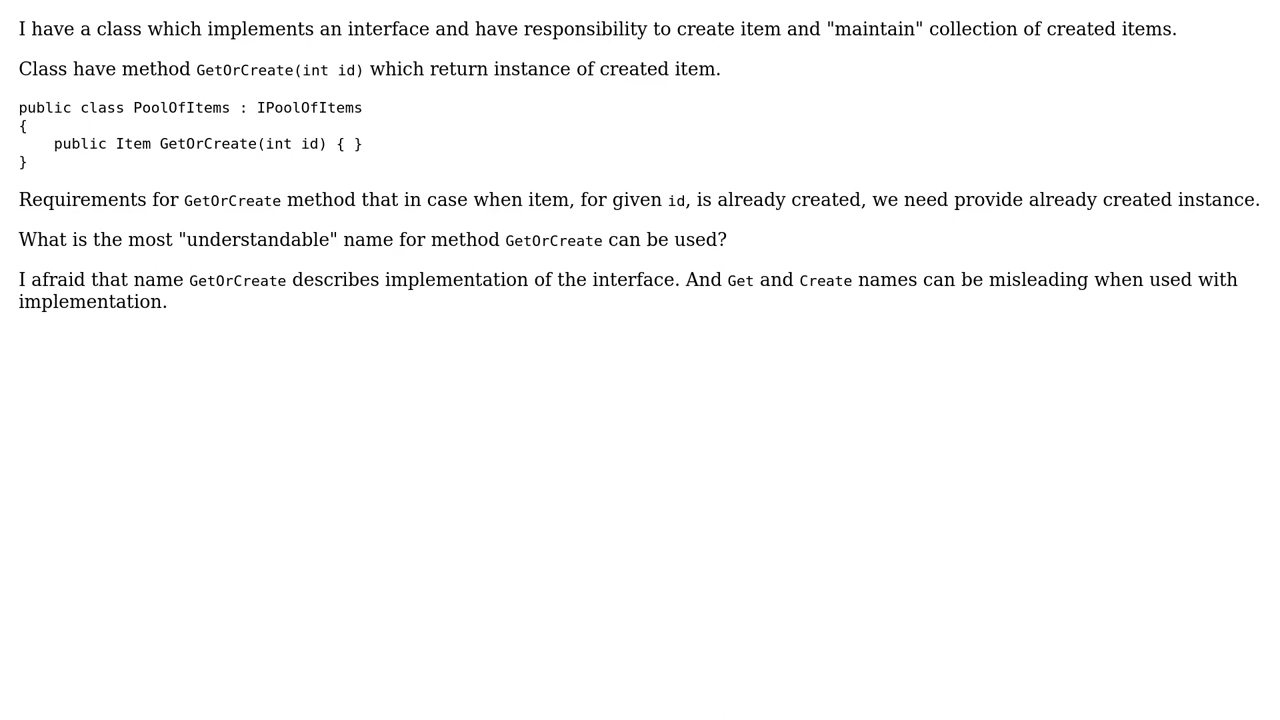 I have a class which implements an interface and have responsibility to create item and "maintain" collection of created items.
Class have method GetOrCreate(int id) which return instance of created item.
public class PoolOfItems : IPoolOfItems
{
    public Item GetOrCreate(int id) { }
}
Requirements for GetOrCreate method that in case when item, for given id, is already created, we need provide already created instance.
What is the most "understandable" name for method GetOrCreate can be used?
I afraid that name GetOrCreate describes implementation of the interface. And Get and Create names can be misleading when used with
implementation.